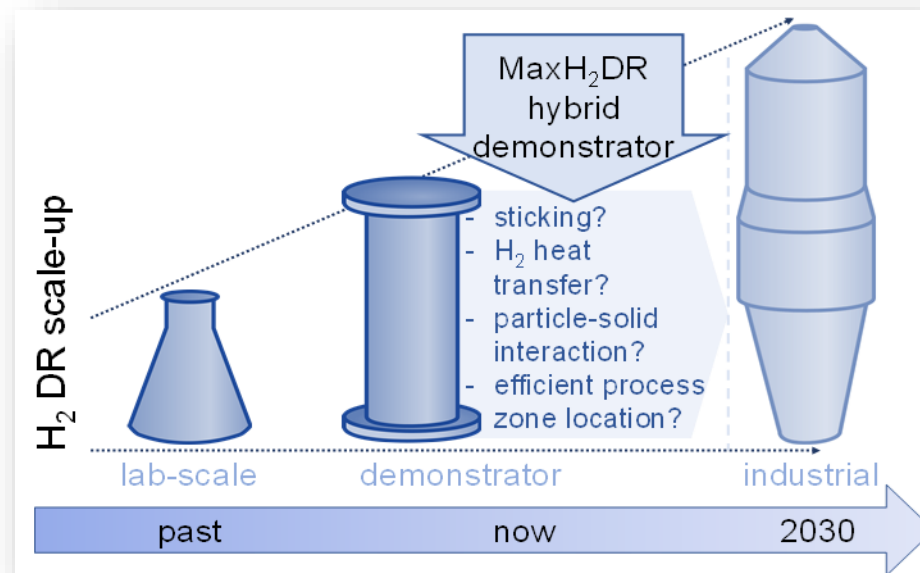 MaxH₂DR
hybrid
demonstrator
H₂ DR scale-up
- sticking?
- H₂ heat
transfer?
- particle-solid
interaction?
- efficient process
zone location?
lab-scale
demonstrator
industrial
past
now
2030